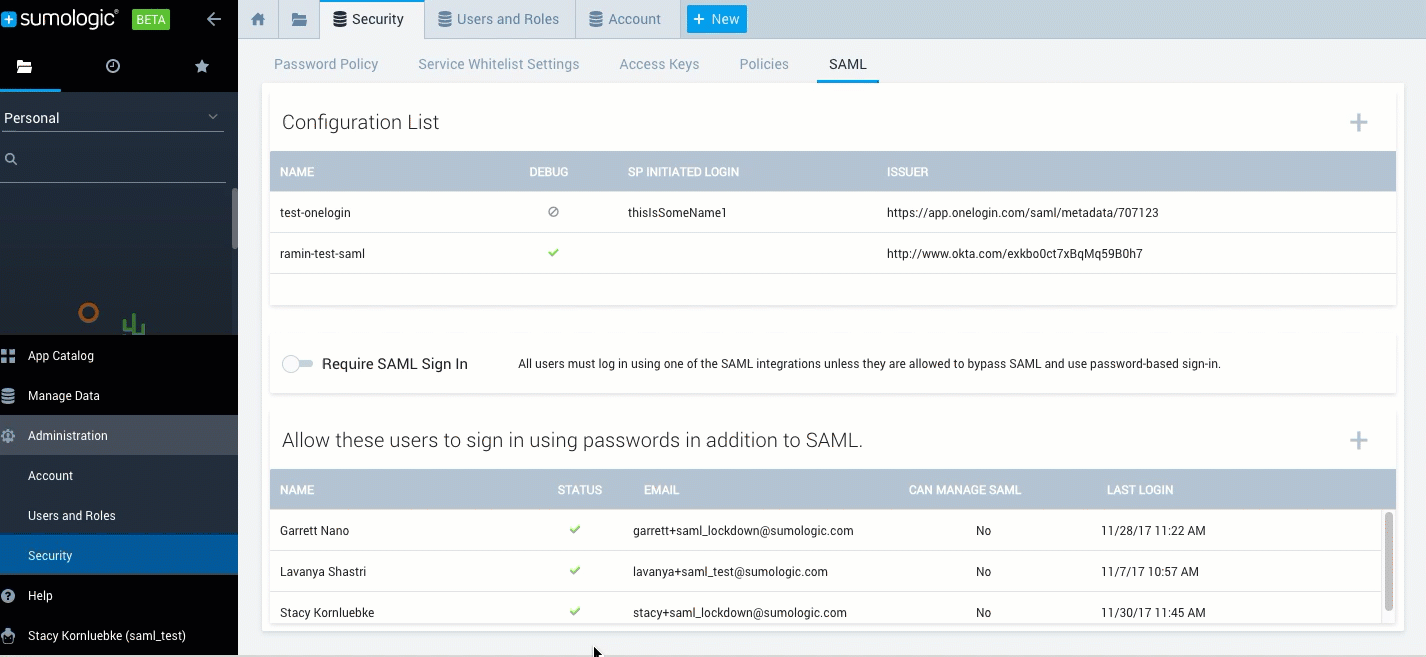 sumologic
BETA
Security
Users and Roles
Account
+ New
Password Policy
Service Whitelist Settings
Access Keys
Policies
SAML
Personal
App Catalog
Manage Data
Administration
Account
Users and Roles
Security
Help
Stacy Kornluebke (saml_test)
Configuration List
NAME DEBUG SP INITIATED LOGIN ISSUER
test-onelogin thisIsSomeName1 https://app.onelogin.com/saml/metadata/707123
ramin-test-saml http://www.okta.com/exkbo0ct7xBqMq59B0h7
Require SAML Sign In All users must log in using one of the SAML integrations unless they are allowed to bypass SAML and use password-based sign-in.
Allow these users to sign in using passwords in addition to SAML.
NAME STATUS EMAIL CAN MANAGE SAML LAST LOGIN
Garrett Nano garrett+saml_lockdown@sumologic.com No 11/28/17 11:22 AM
Lavanya Shastri lavanya+saml_test@sumologic.com No 11/7/17 10:57 AM
Stacy Kornluebke stacy+saml_lockdown@sumologic.com No 11/30/17 11:45 AM